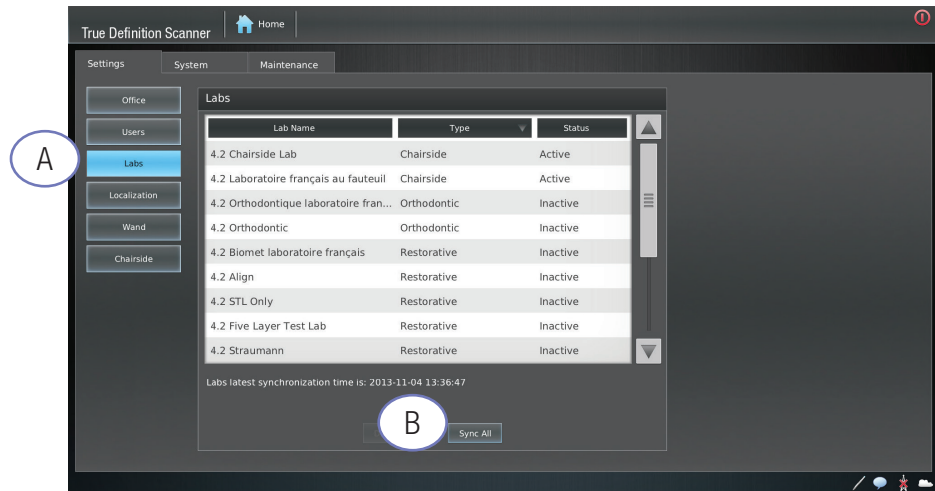 True Definition Scanner
Home
Settings System Maintenance
Office
Users
Labs
Localization
Wand
Chairside
A
Labs
Lab Name Type Status
4.2 Chairside Lab Chairside Active
4.2 Laboratoire français au fauteuil Chairside Active
4.2 Orthodontique laboratoire fran... Orthodontic Inactive
4.2 Orthodontic Orthodontic Inactive
4.2 Biomet laboratoire français Restorative Inactive
4.2 Align Restorative Inactive
4.2 STL Only Restorative Inactive
4.2 Five Layer Test Lab Restorative Inactive
4.2 Straumann Restorative Inactive
Labs latest synchronization time is: 2013-11-04 13:36:47
B
Sync All